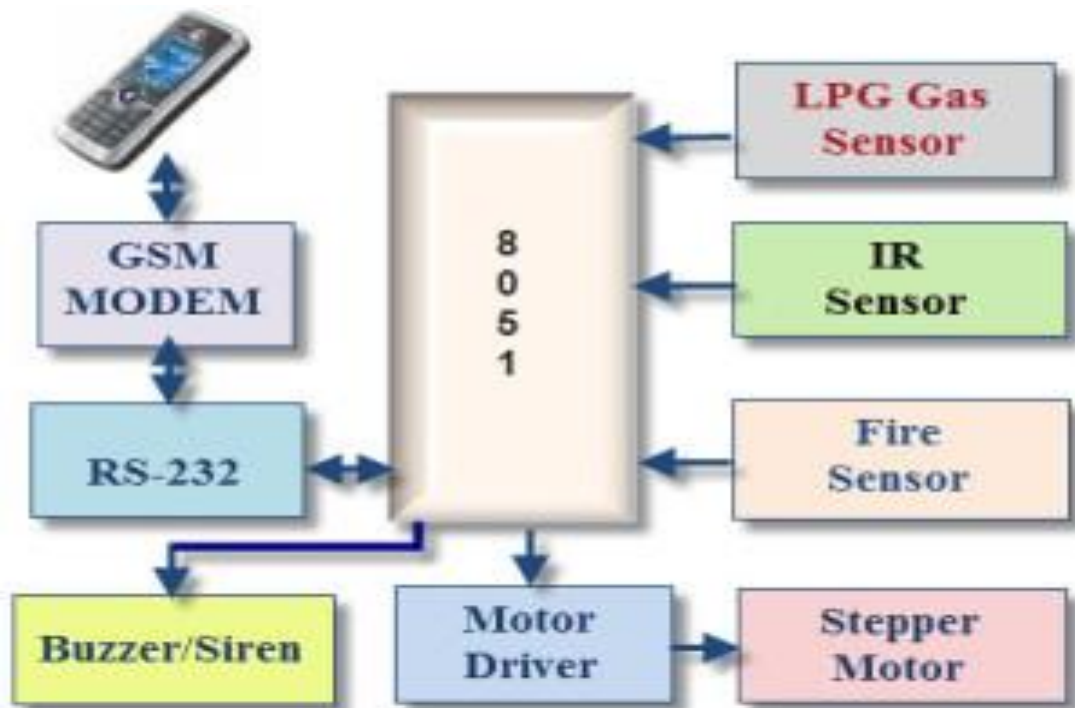 LPG Gas
Sensor
GSM
MODEM
8
0
5
1
IR
Sensor
RS-232
Fire
Sensor
Buzzer/Siren
Motor
Driver
Stepper
Motor